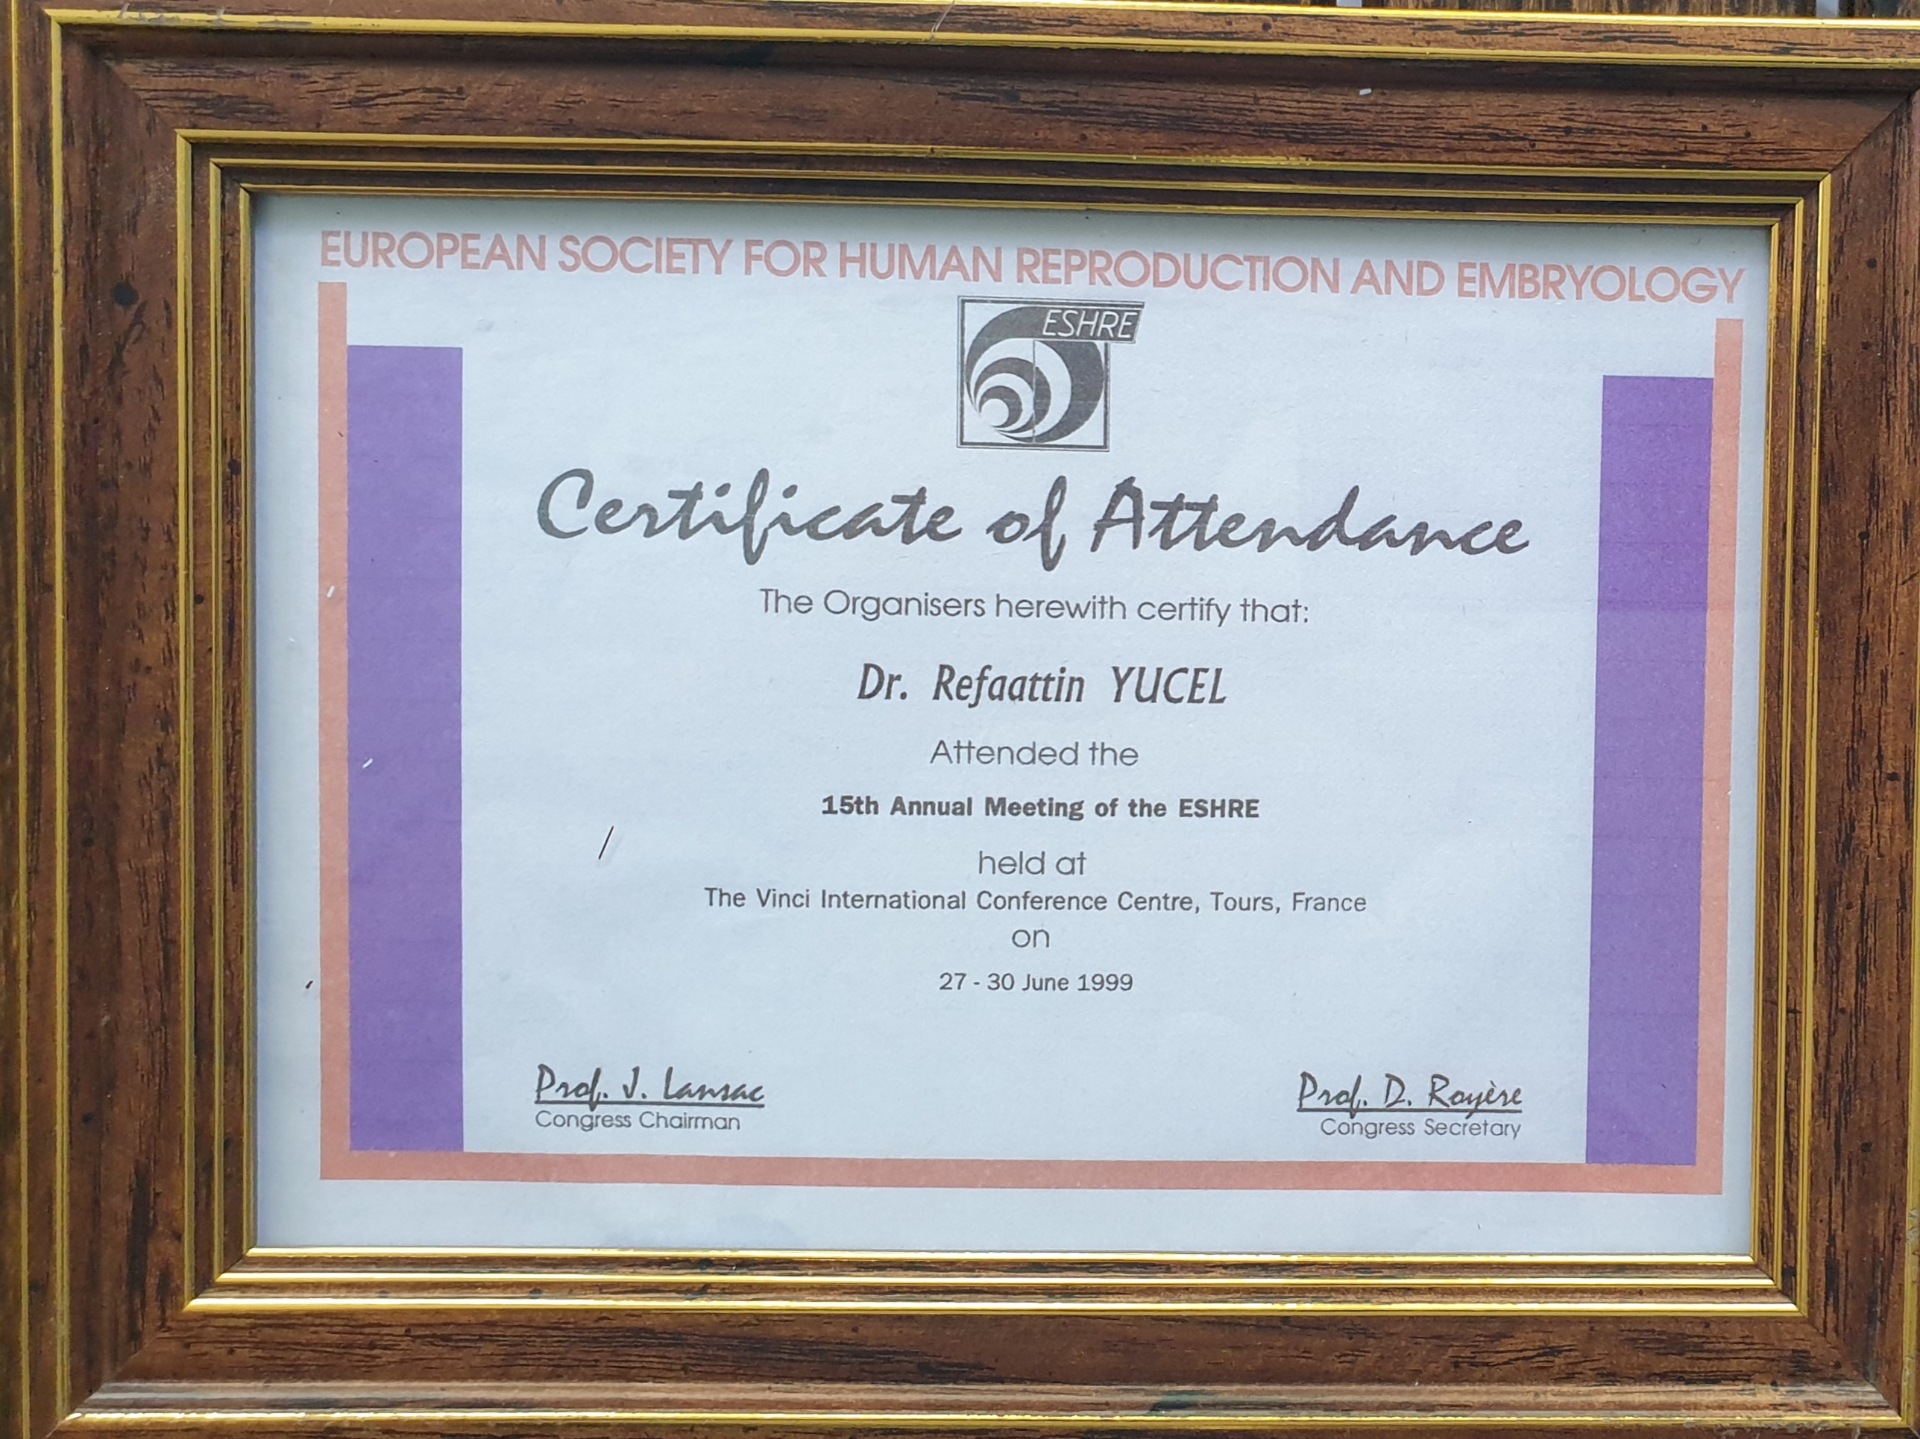 EUROPEAN SOCIETY FOR HUMAN REPRODUCTION AND EMBRYOLOGY
ESHRE
Certificate of Attendance
The Organisers herewith certify that:
Dr. Refaattin YUCEL
Attended the
15th Annual Meeting of the ESHRE
held at
The Vinci International Conference Centre, Tours, France
on
27 - 30 June 1999
Prof. J. Lansac
Congress Chairman
Prof. D. Royère
Congress Secretary